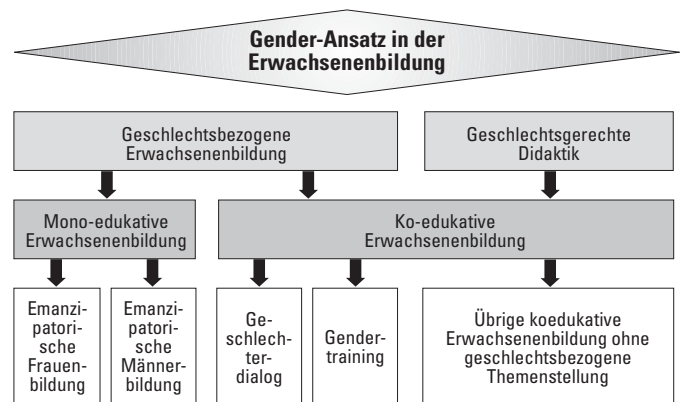 Gender-Ansatz in der
Erwachsenenbildung
Geschlechtsbezogene
Erwachsenenbildung
Geschlechtsgerechte
Didaktik
Mono-edukative
Erwachsenenbildung
Ko-edukative
Erwachsenenbildung
Emanzi-
patori-
sche
Frauen-
bildung
Emanzi-
patori-
sche
Männer-
bildung
Ge-
schlech-
ter-
dialog
Gender-
training
Übrige koedukative
Erwachsenenbildung ohne
geschlechtsbezogene
Themenstellung